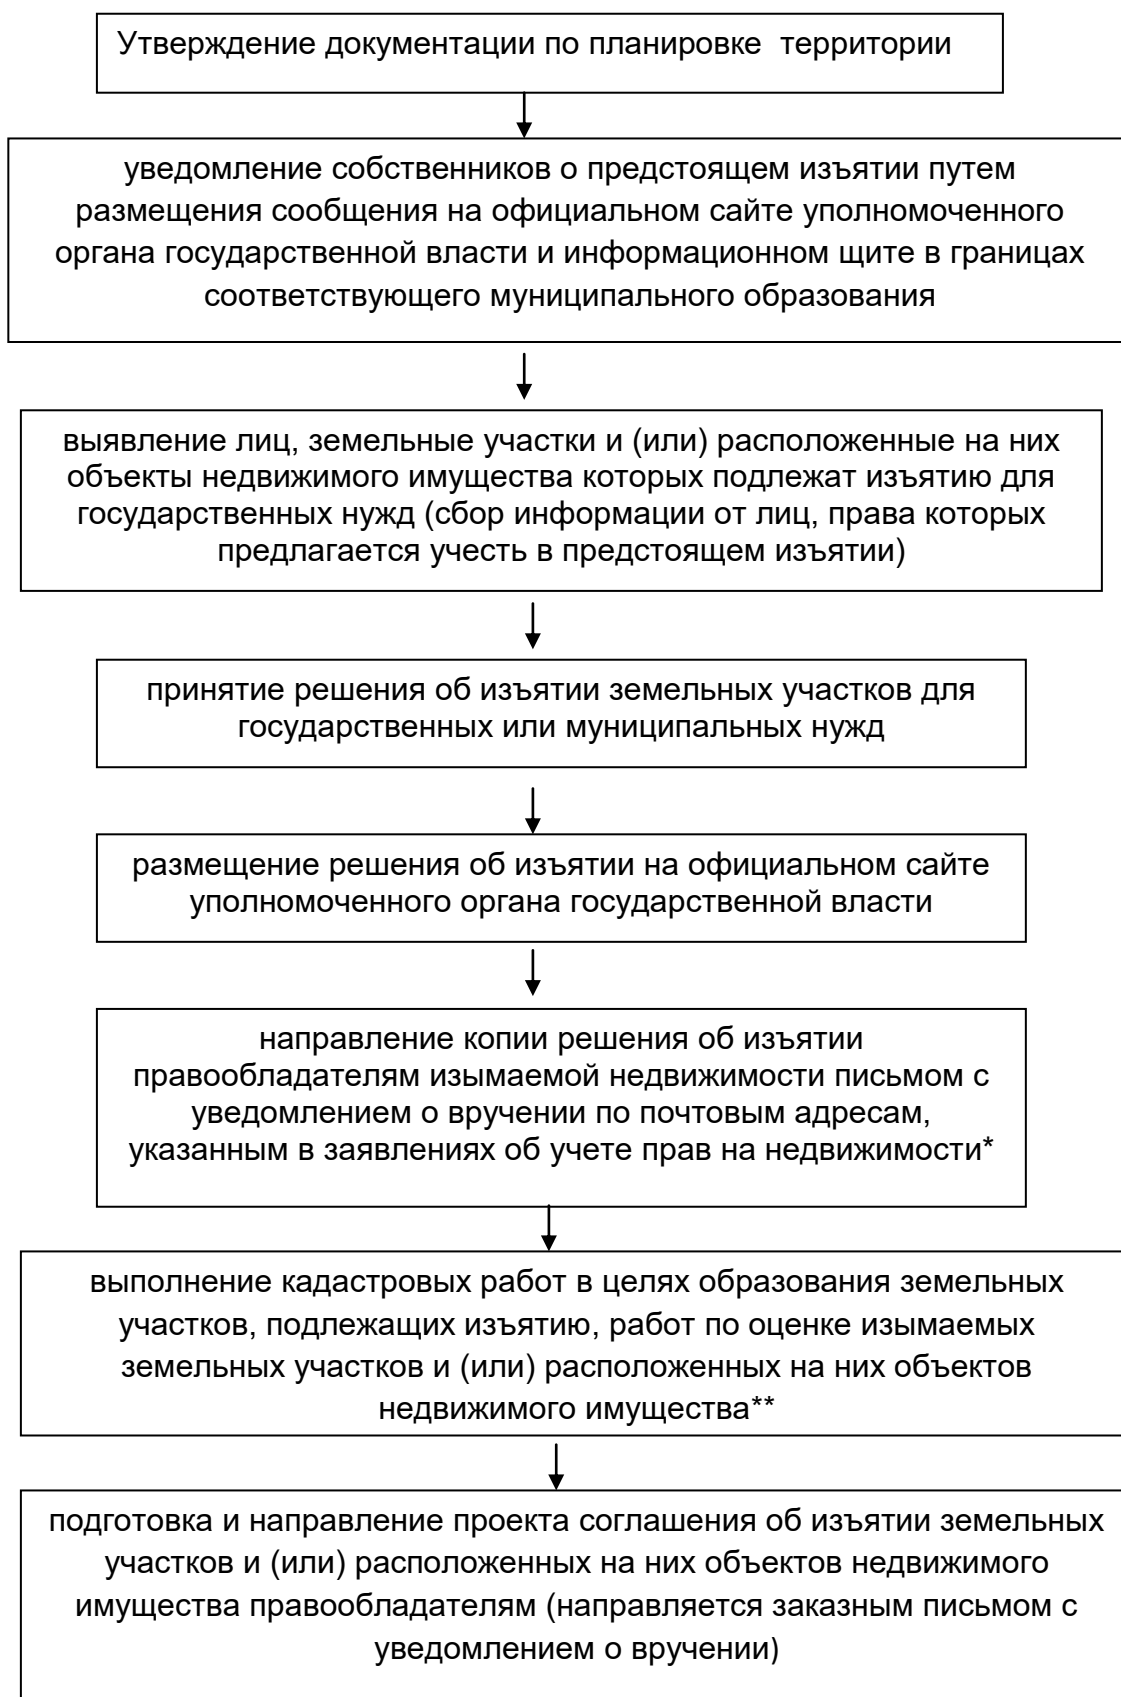 Утверждение документации по планировке территории
уведомление собственников о предстоящем изъятии путем
размещения сообщения на официальном сайте уполномоченного
органа государственной власти и информационном щите в границах
соответствующего муниципального образования
выявление лиц, земельные участки и (или) расположенные на них
объекты недвижимого имущества которых подлежат изъятию для
государственных нужд (сбор информации от лиц, права которых
предлагается учесть в предстоящем изъятии)
принятие решения об изъятии земельных участков для
государственных или муниципальных нужд
размещение решения об изъятии на официальном сайте
уполномоченного органа государственной власти
направление копии решения об изъятии
правообладателям изымаемой недвижимости письмом с
уведомлением о вручении по почтовым адресам,
указанным в заявлениях об учете прав на недвижимости*
выполнение кадастровых работ в целях образования земельных
участков, подлежащих изъятию, работ по оценке изымаемых
земельных участков и (или) расположенных на них объектов
недвижимого имущества**
подготовка и направление проекта соглашения об изъятии земельных
участков и (или) расположенных на них объектов недвижимого
имущества правообладателям (направляется заказным письмом с
уведомлением о вручении)